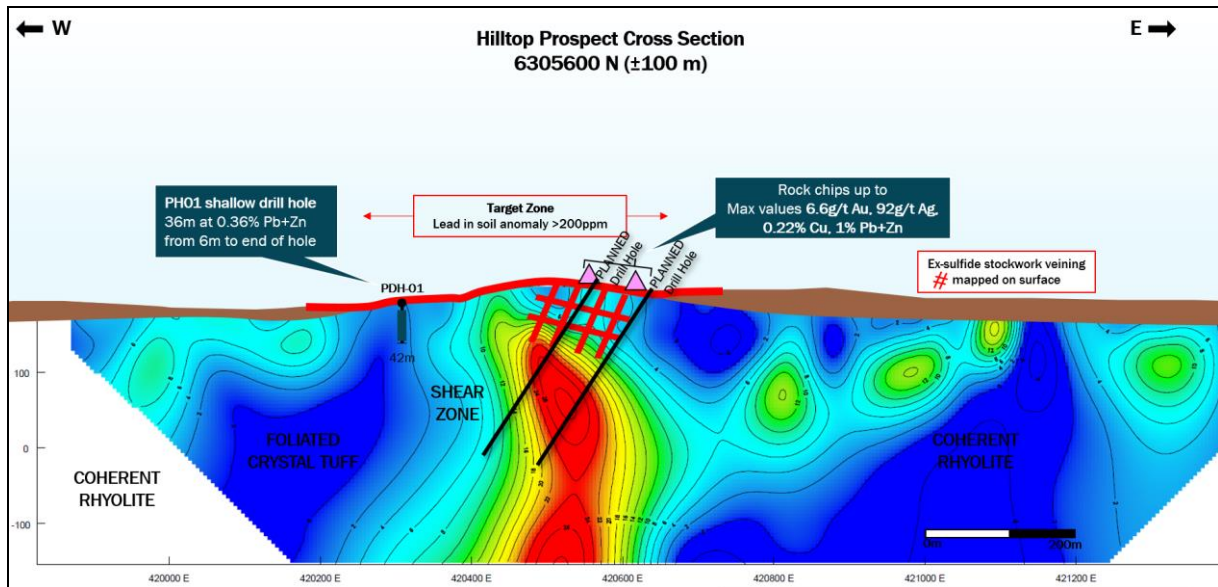 W
E
Hilltop Prospect Cross Section
6305600 N (±100 m)
PH01 shallow drill hole
36m at 0.36% Pb+Zn
from 6m to end of hole
Target Zone
Lead in soil anomaly >200ppm
Rock chips up to
Max values 6.6g/t Au, 92g/t Ag,
0.22% Cu, 1% Pb+Zn
PLANNED
Drill Hole
PLANNED
Drill Hole
Ex-sulfide stockwork veining
mapped on surface
PDH-01
42m
SHEAR
ZONE
FOLIATED
CRYSTAL TUFF
COHERENT
RHYOLITE
COHERENT
RHYOLITE
100
0
-100
0m
200m
420000 E
420200 E
420400 E
420600 E
420800 E
421000 E
421200 E